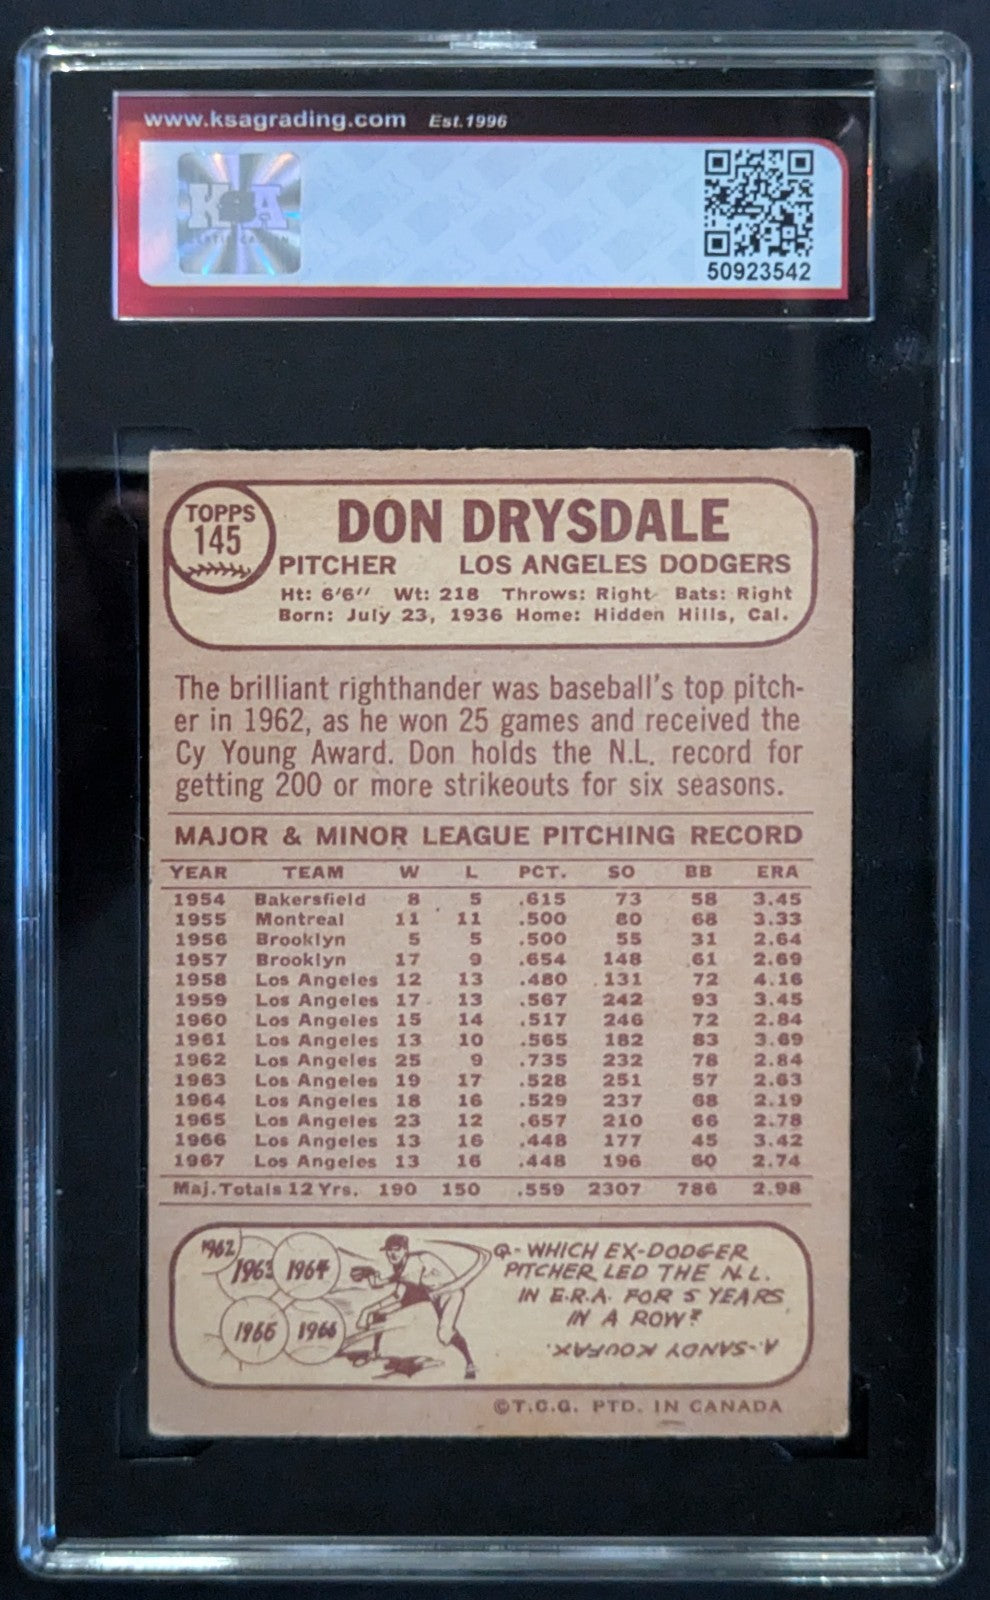 www.ksagrading.com Est.1996
KSA
50923542
TOPPS
145
DON DRYSDALE
PITCHER LOS ANGELES DODGERS
Ht: 6'6" Wt: 218 Throws: Right Bats: Right
Born: July 23, 1936 Home: Hidden Hills, Cal.
The brilliant righthander was baseball's top pitch-
er in 1962, as he won 25 games and received the
Cy Young Award. Don holds the N.L. record for
getting 200 or more strikeouts for six seasons.
MAJOR & MINOR LEAGUE PITCHING RECORD
YEAR TEAM W L PCT. SO BB ERA
1954 Bakersfield 8 5 .615 73 58 3.45
1955 Montreal 11 11 .500 80 68 3.33
1956 Brooklyn 5 5 .500 55 31 2.64
1957 Brooklyn 17 9 .654 148 61 2.69
1958 Los Angeles 12 13 .480 131 72 4.16
1959 Los Angeles 17 13 .567 242 93 3.45
1960 Los Angeles 15 14 .517 246 72 2.84
1961 Los Angeles 13 10 .565 182 83 3.69
1962 Los Angeles 25 9 .735 232 78 2.84
1963 Los Angeles 19 17 .528 251 57 2.63
1964 Los Angeles 18 16 .529 237 68 2.19
1965 Los Angeles 23 12 .657 210 66 2.78
1966 Los Angeles 13 16 .448 177 45 3.42
1967 Los Angeles 13 16 .448 196 60 2.74
Maj. Totals 12 Yrs. 190 150 .559 2307 786 2.98
1962
1963 1964
1965 1966
Q- WHICH EX-DODGER
PITCHER LED THE N.L.
IN E.R.A. FOR 5 YEARS
IN A ROW?
A-SANDY KOUFAX.
©T.C.G. PTD. IN CANADA